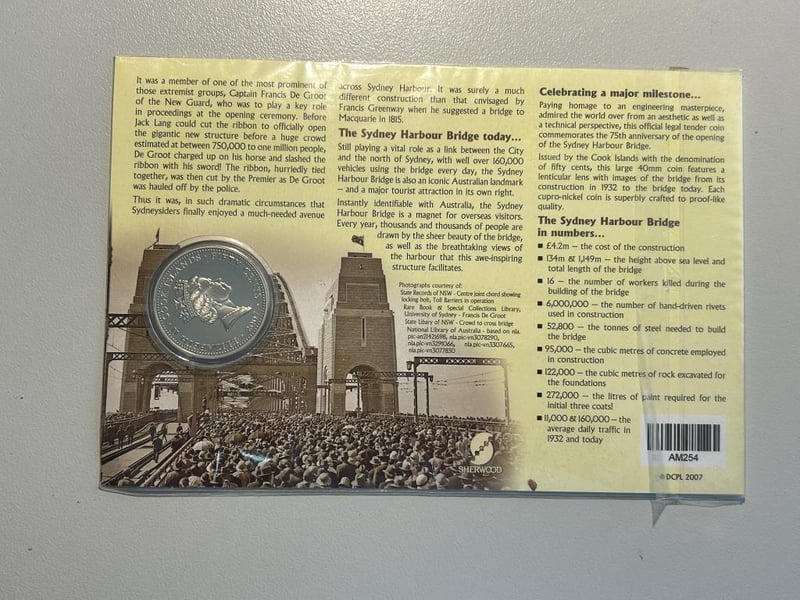 It was a member of one of the most prominent of
those extremist groups, Captain Francis De Groot
of the New Guard, who was to play a key role
in proceedings at the opening ceremony. Before
Jack Lang could cut the ribbon to officially open
the gigantic new structure before a huge crowd
estimated at between 750,000 to one million people,
De Groot charged up on his horse and slashed the
ribbon with his sword! The ribbon, hurriedly tied
together, was then cut by the Premier as De Groot
was hauled off by the police.
Thus it was, in such dramatic circumstances that
Sydneysiders finally enjoyed a much-needed avenue
across Sydney Harbour. It was surely a much
different construction than that envisaged by
Francis Greenway when he suggested a bridge to
Macquarie in 1815.
The Sydney Harbour Bridge today...
Still playing a vital role as a link between the City
and the north of Sydney, with well over 160,000
vehicles using the bridge every day, the Sydney
Harbour Bridge is also an iconic Australian landmark
– and a major tourist attraction in its own right.
Instantly identifiable with Australia, the Sydney
Harbour Bridge is a magnet for overseas visitors.
Every year, thousands and thousands of people are
drawn by the sheer beauty of the bridge,
as well as the breathtaking views of
the harbour that this awe-inspiring
structure facilitates.
Photographs courtesy of:
State Records of NSW - Centre joint chord showing
locking bolt, Toll Barriers in operation
Rare Book & Special Collections Library,
University of Sydney - Francis De Groot
State Libary of NSW - Crowd to cross bridge
National Library of Australia - based on nla.
pic-an21421698, nla.pic-vn3078290,
nla.pic-vn3291066, nla.pic-vn3307665,
nla.pic-vn3077830
Celebrating a major milestone...
Paying homage to an engineering masterpiece,
admired the world over from an aesthetic as well as
a technical perspective, this official legal tender coin
commemorates the 75th anniversary of the opening
of the Sydney Harbour Bridge.
Issued by the Cook Islands with the denomination
of fifty cents, this large 40mm coin features a
lenticular lens with images of the bridge from its
construction in 1932 to the bridge today. Each
cupro-nickel coin is superbly crafted to proof-like
quality.
The Sydney Harbour Bridge
in numbers...
■ £4.2m – the cost of the construction
■ 134m & 1,149m – the height above sea level and
total length of the bridge
■ 16 – the number of workers killed during the
building of the bridge
■ 6,000,000 – the number of hand-driven rivets
used in construction
■ 52,800 – the tonnes of steel needed to build
the bridge
■ 95,000 – the cubic metres of concrete employed
in construction
■ 122,000 – the cubic metres of rock excavated for
the foundations
■ 272,000 – the litres of paint required for the
initial three coats!
■ 11,000 & 160,000 – the
average daily traffic in
1932 and today
ISLANDS · FIFTY CENTS
SHERWOOD
AM254
© DCPL 2007